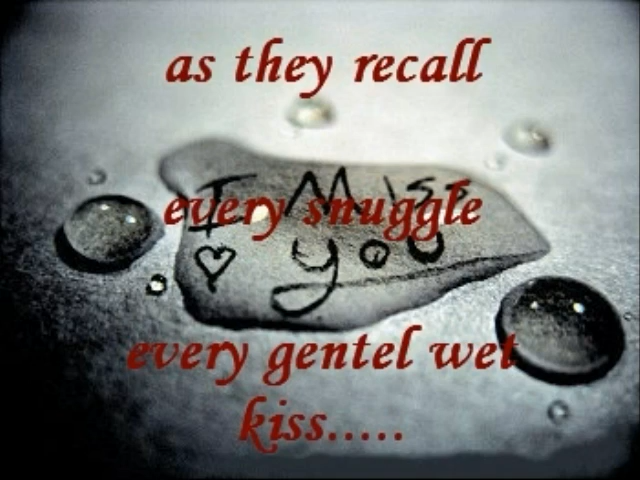 as they recall
I Miss
every snuggle
you
every gentel wet
kiss.....